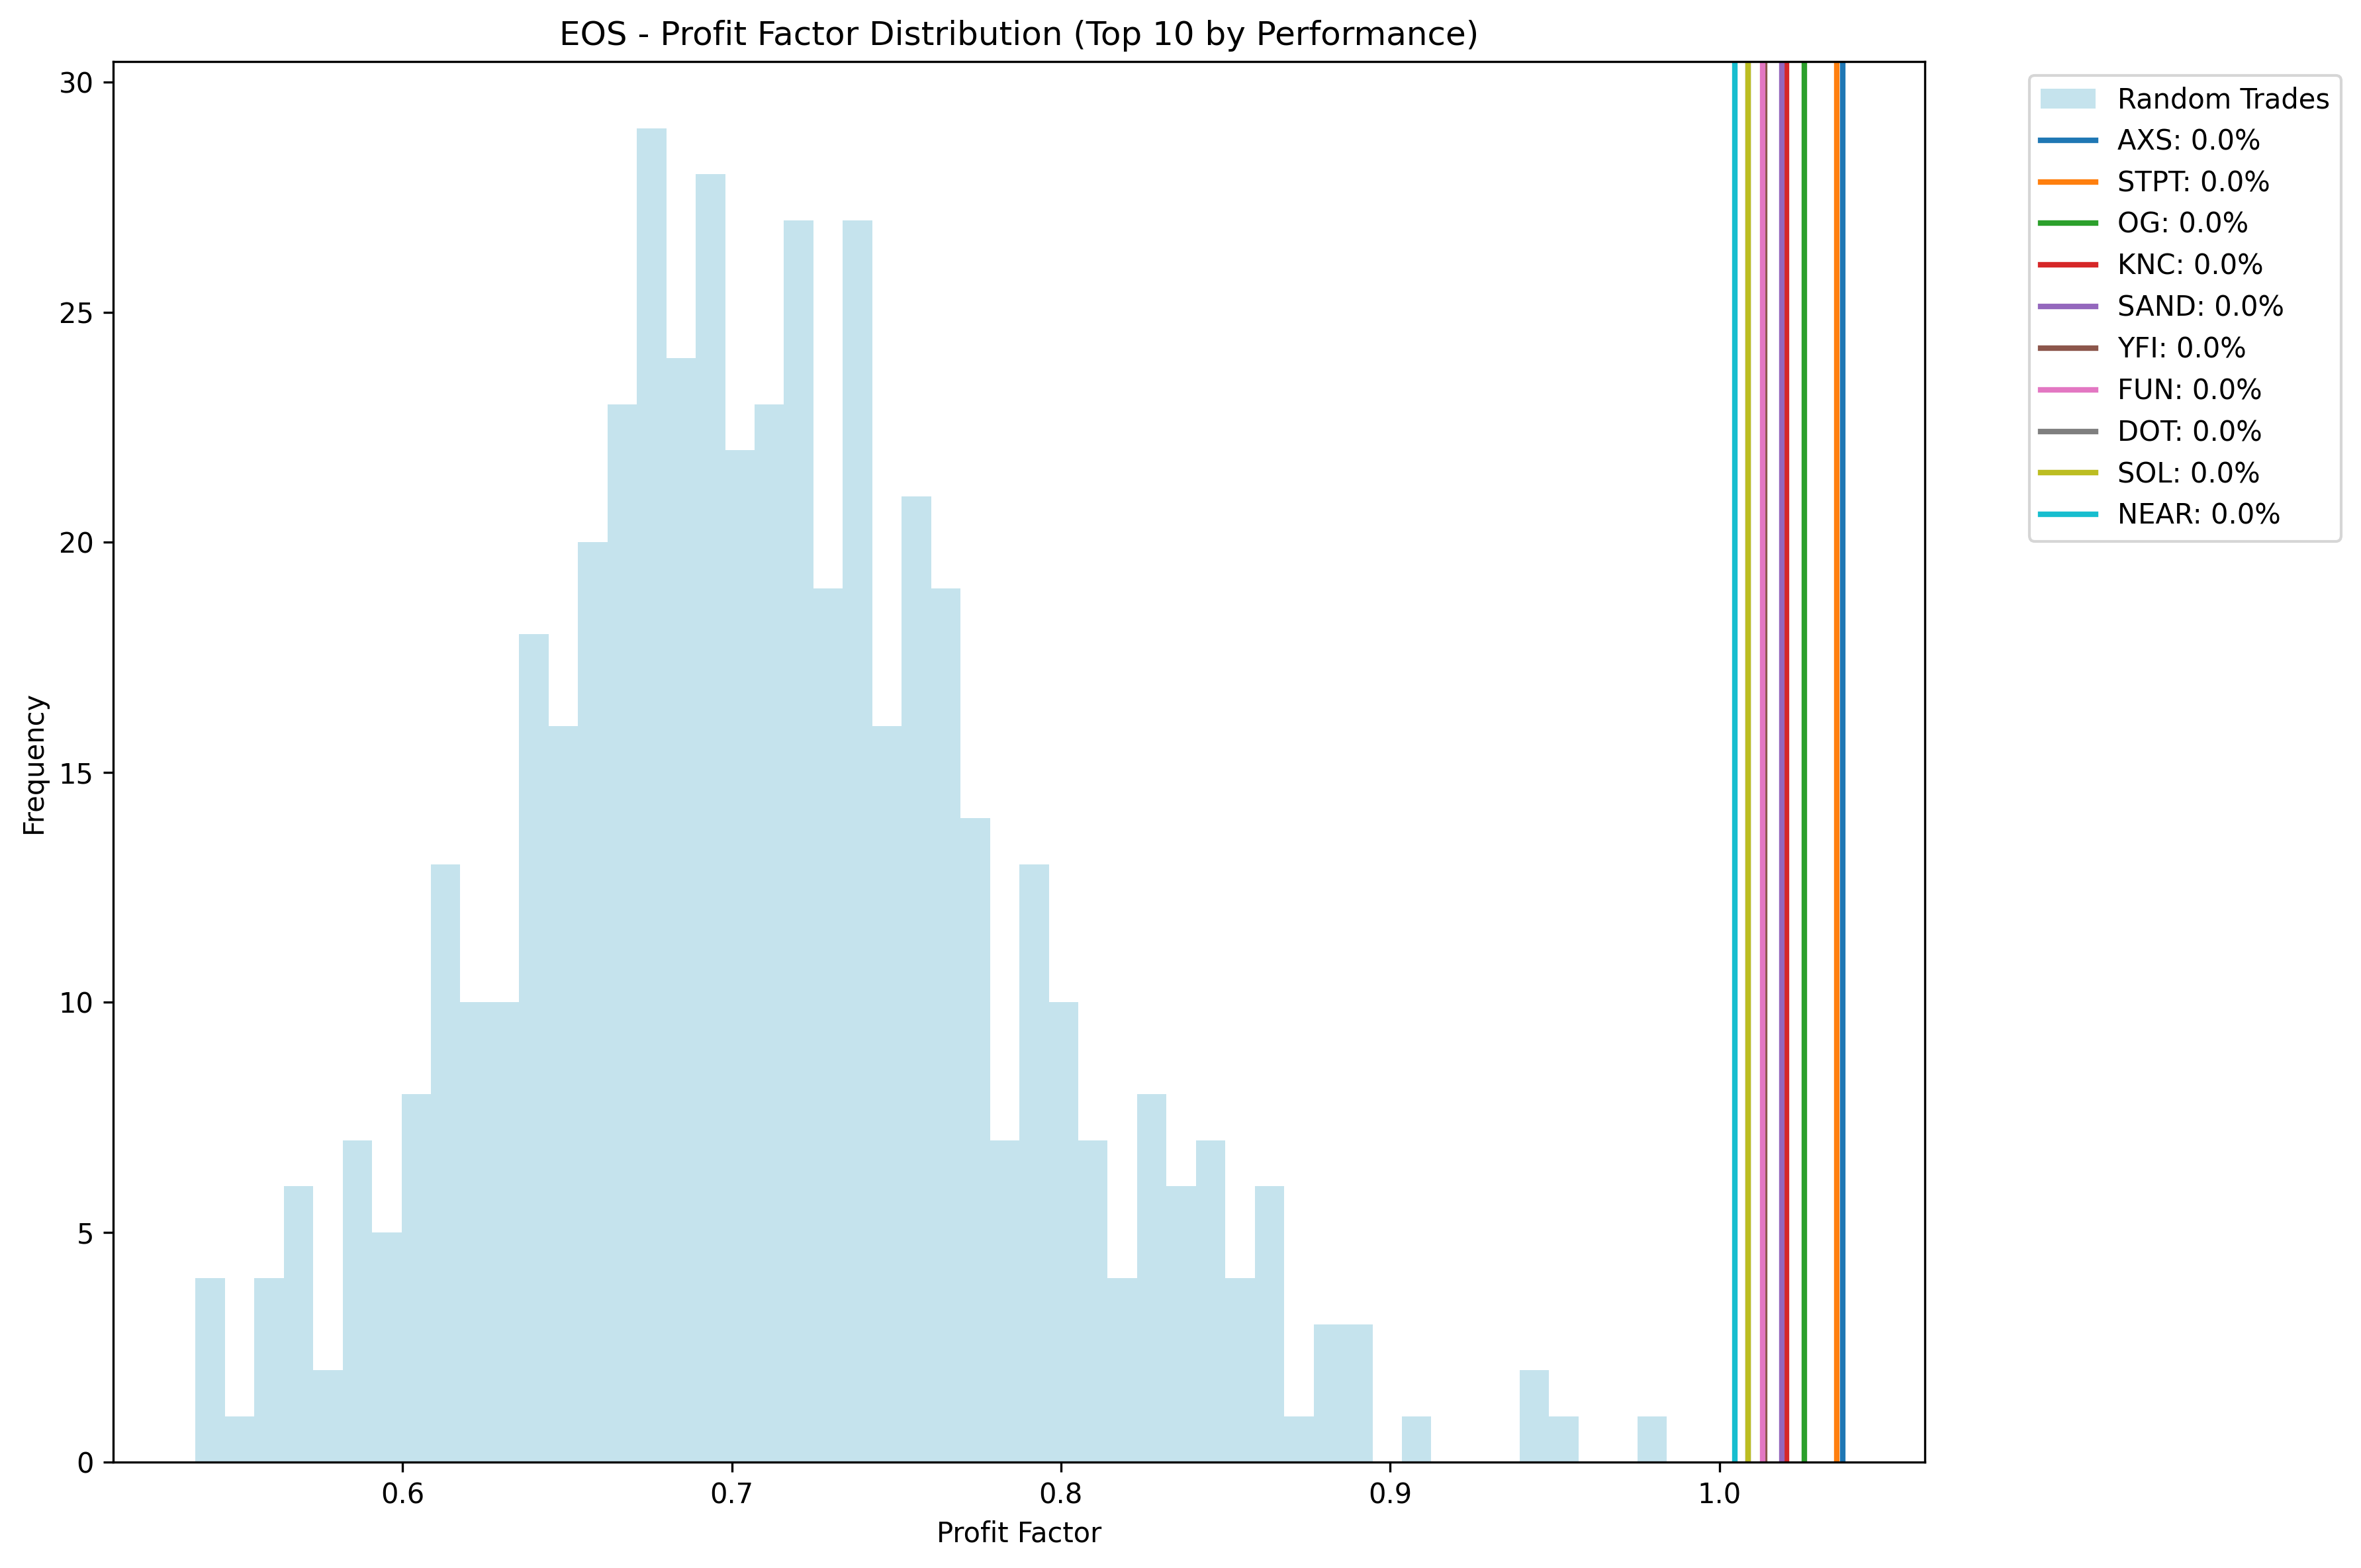 EOS - Profit Factor Distribution (Top 10 by Performance)
30
25
20
15
10
5
0
Frequency
0.6
0.7
0.8
0.9
1.0
Profit Factor
Random Trades
AXS: 0.0%
STPT: 0.0%
OG: 0.0%
KNC: 0.0%
SAND: 0.0%
YFI: 0.0%
FUN: 0.0%
DOT: 0.0%
SOL: 0.0%
NEAR: 0.0%